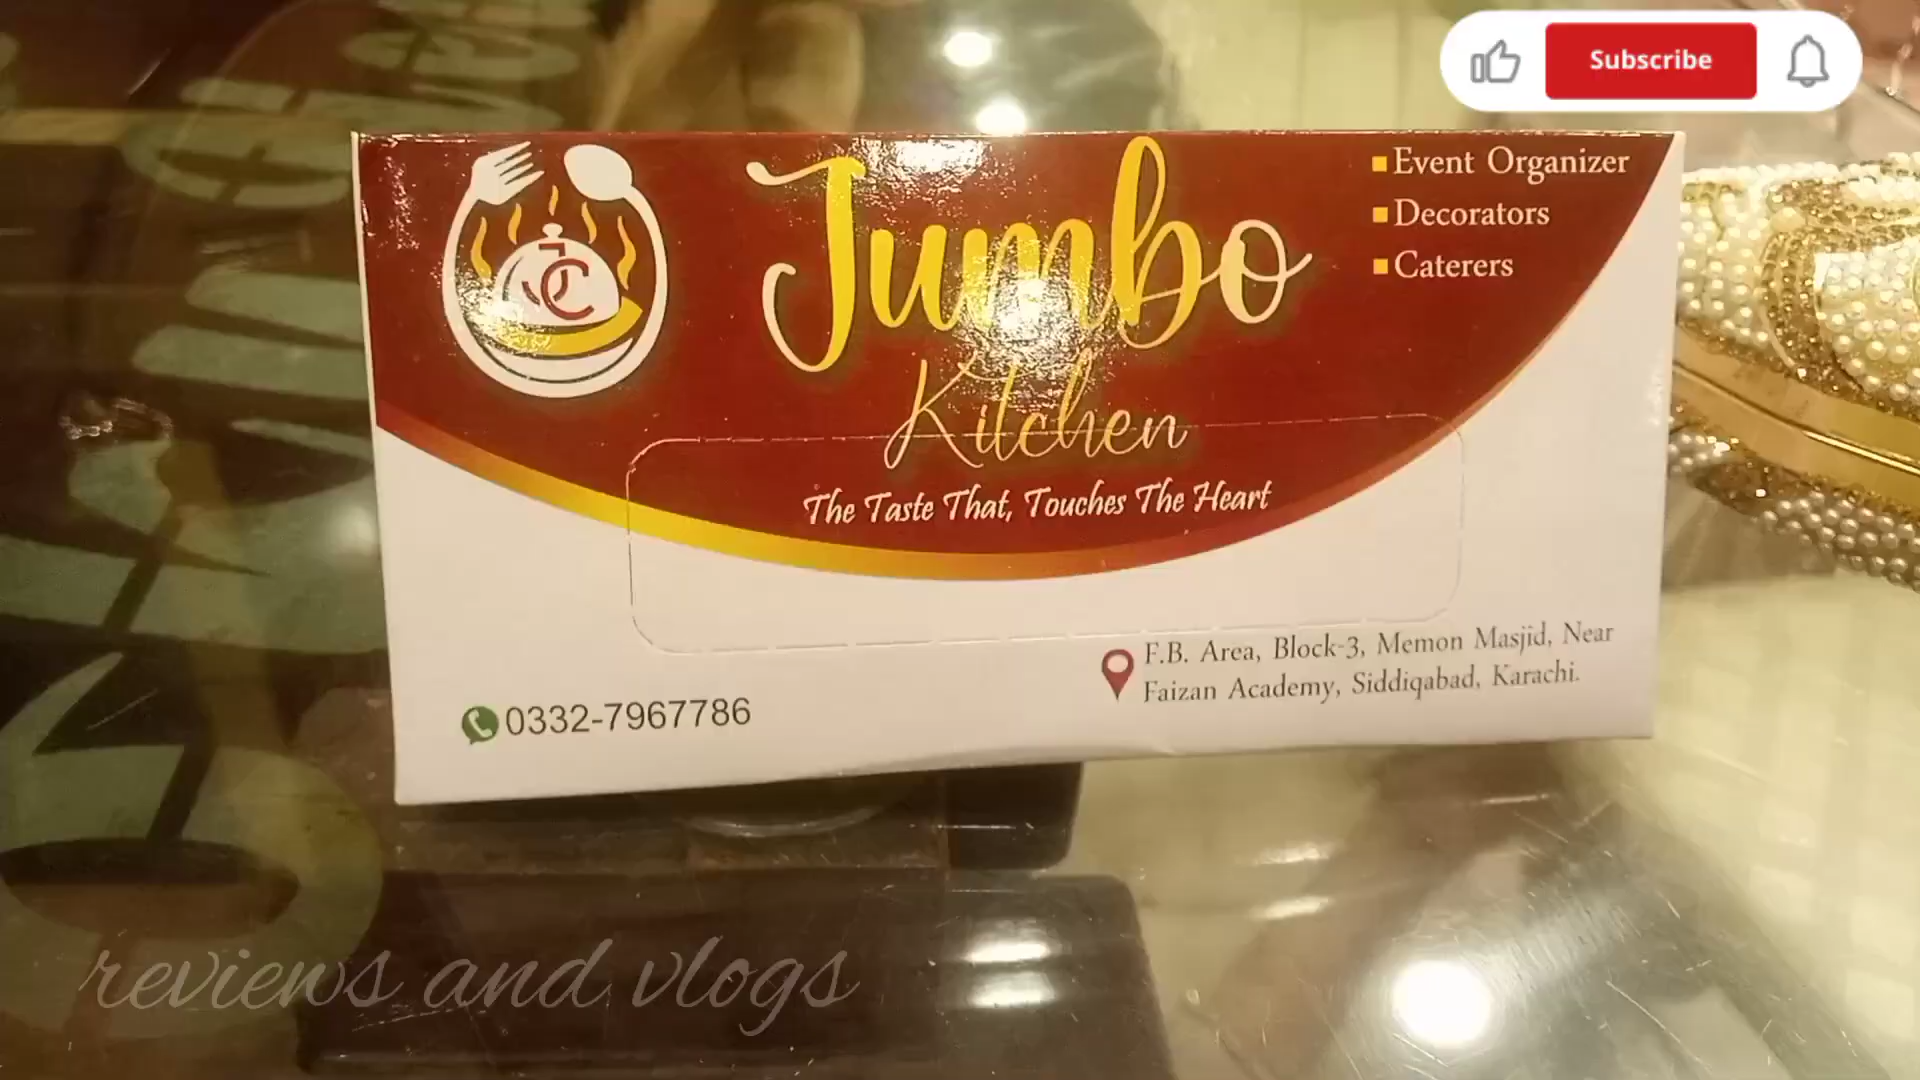 Subscribe
Jumbo
Kitchen
The Taste That, Touches The Heart
Event Organizer
Decorators
Caterers
0332-7967786
F.B. Area, Block-3, Memon Masjid, Near
Faizan Academy, Siddiqabad, Karachi.
reviews and vlogs